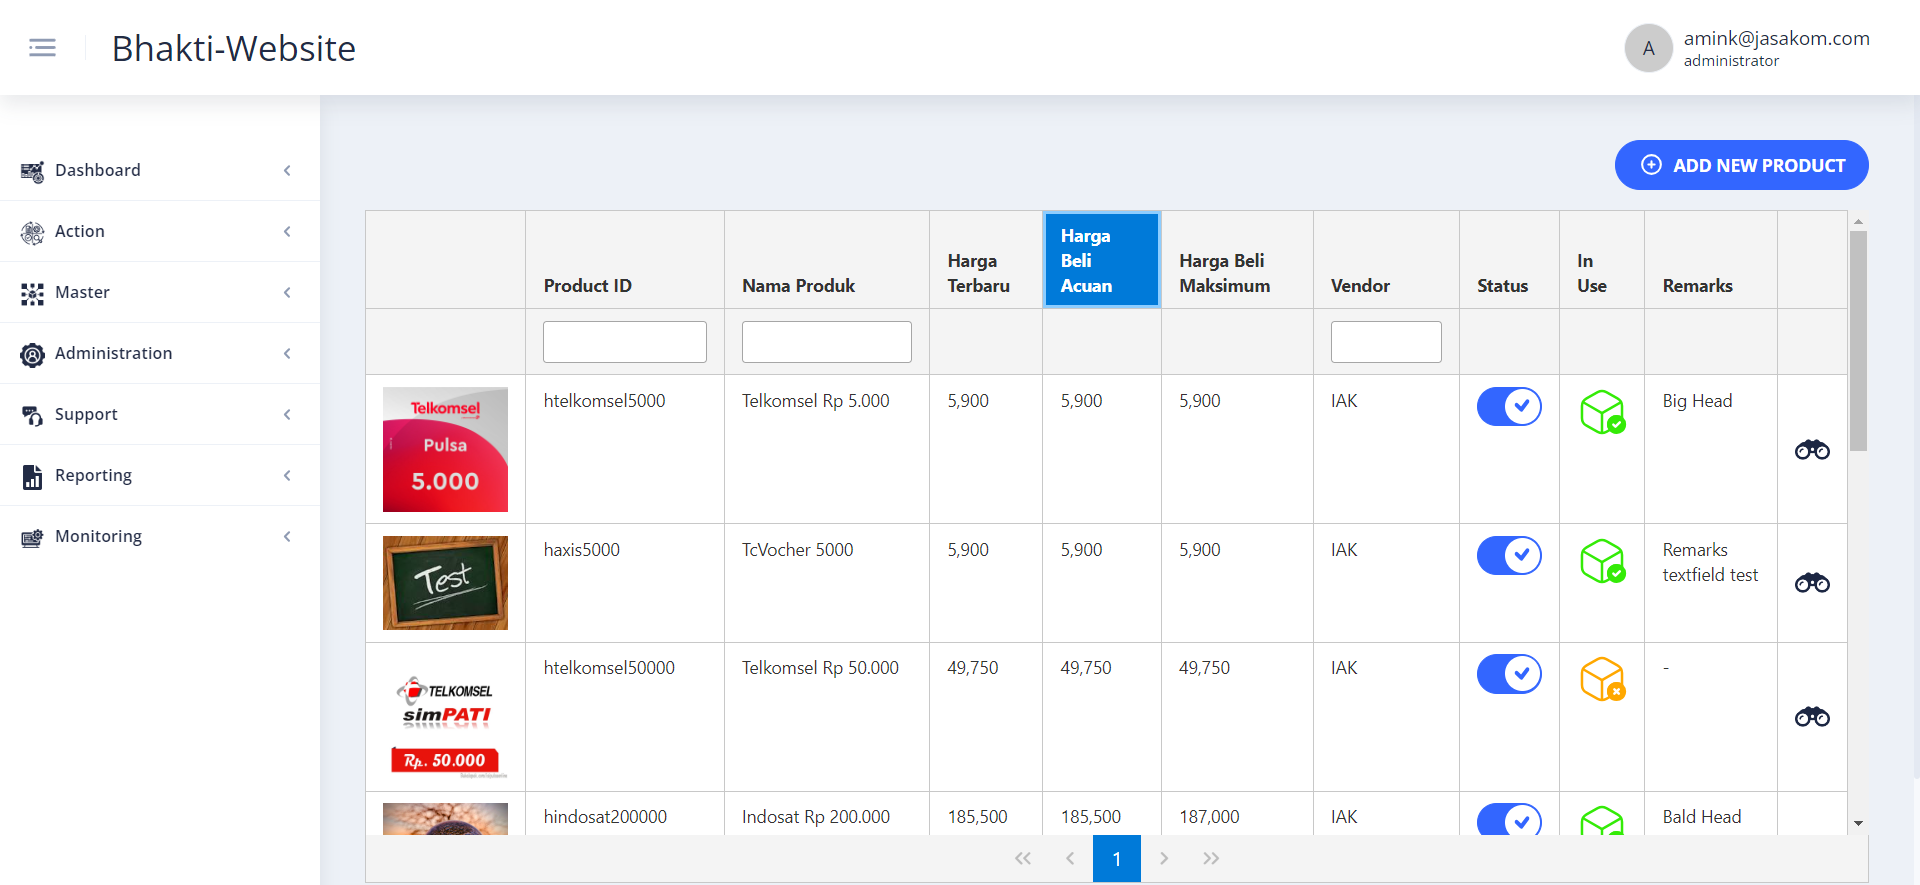 Bhakti-Website
A
amink@jasakom.com
administrator
Dashboard
Action
Master
Administration
Support
Reporting
Monitoring
ADD NEW PRODUCT
Product ID
Nama Produk
Harga
Terbaru
Harga
Beli
Acuan
Harga Beli
Maksimum
Vendor
Status
In
Use
Remarks
Telkomsel
Pulsa
5.000
htelkomsel5000
Telkomsel Rp 5.000
5,900
5,900
5,900
IAK
Big Head
Test
haxis5000
TcVocher 5000
5,900
5,900
5,900
IAK
Remarks
textfield test
TELKOMSEL
simPATI
Rp. 50.000
htelkomsel50000
Telkomsel Rp 50.000
49,750
49,750
49,750
IAK
-
hindosat200000
Indosat Rp 200.000
185,500
185,500
187,000
IAK
Bald Head
1